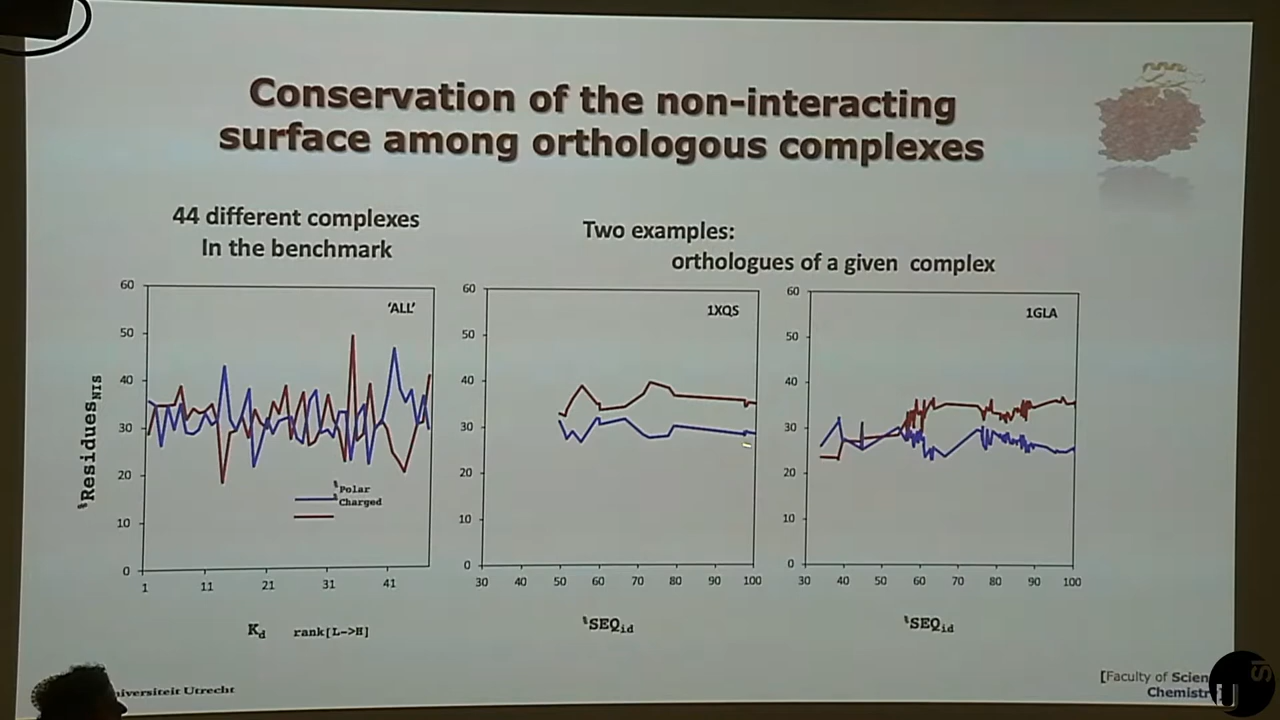 Conservation of the non-interacting
surface among orthologous complexes
44 different complexes
In the benchmark
Two examples:
orthologues of a given complex
60
50
40
30
20
10
0
%Residues NIS
'ALL'
%Polar
%Charged
1
11
21
31
41
Kd rank[L->H]
60
50
40
30
20
10
0
1XQS
30 40 50 60 70 80 90 100
%SEQid
60
50
40
30
20
10
0
1GLA
30 40 50 60 70 80 90 100
%SEQid
niversiteit Utrecht
[Faculty of Scien
Chemistr